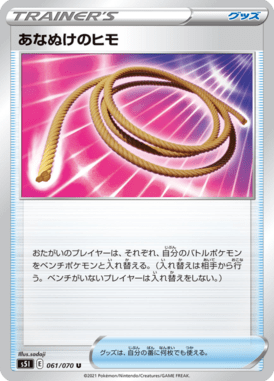 TRAINER'S
グッズ
あなぬけのヒモ
おたがいのプレイヤーは、それぞれ、自分のバトルポケモン
をベンチポケモンと入れ替える。(入れ替えは相手から行
う。ベンチポケモンがいないプレイヤーは入れ替えをしない。)
Illus.sadaji
S5I E 061/070 U
グッズは、自分の番に何枚でも使える。
©2021 Pokémon/Nintendo/Creatures/GAME FREAK.